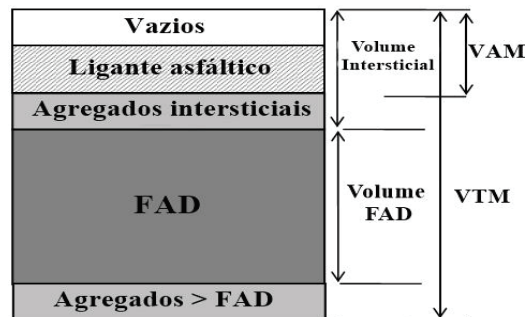 Vazios
Ligante asfáltico
Agregados intersticiais
FAD
Agregados > FAD
Volume
Intersticial
VAM
Volume
FAD
VTM